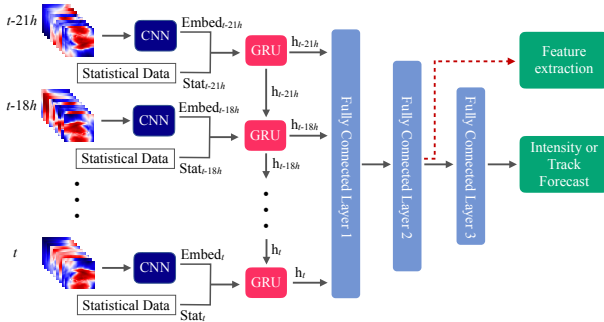 t-21h
CNN
Embedt-21h
Statistical Data
Statt-21h
GRU
ht-21h
ht-21h
t-18h
CNN
Embedt-18h
Statistical Data
Statt-18h
GRU
ht-18h
ht-18h
t
CNN
Embedt
Statistical Data
Statt
ht
GRU
ht
Fully Connected Layer 1
Fully Connected Layer 2
Fully Connected Layer 3
Feature
extraction
Intensity or
Track
Forecast